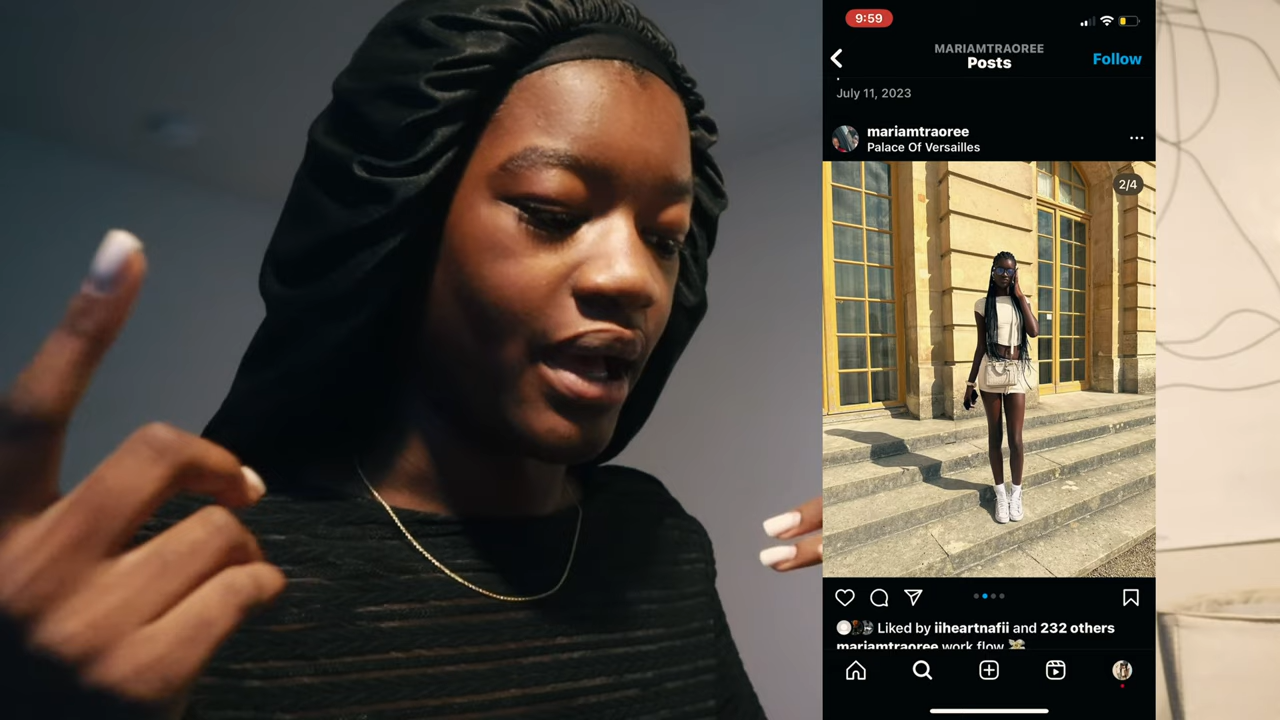 9:59
MARIAMTRAOREE
Posts
Follow
July 11, 2023
mariamtraoree
Palace Of Versailles
2/4
Liked by iiheartnafii and 232 others
mariamtraoree work flow 💸